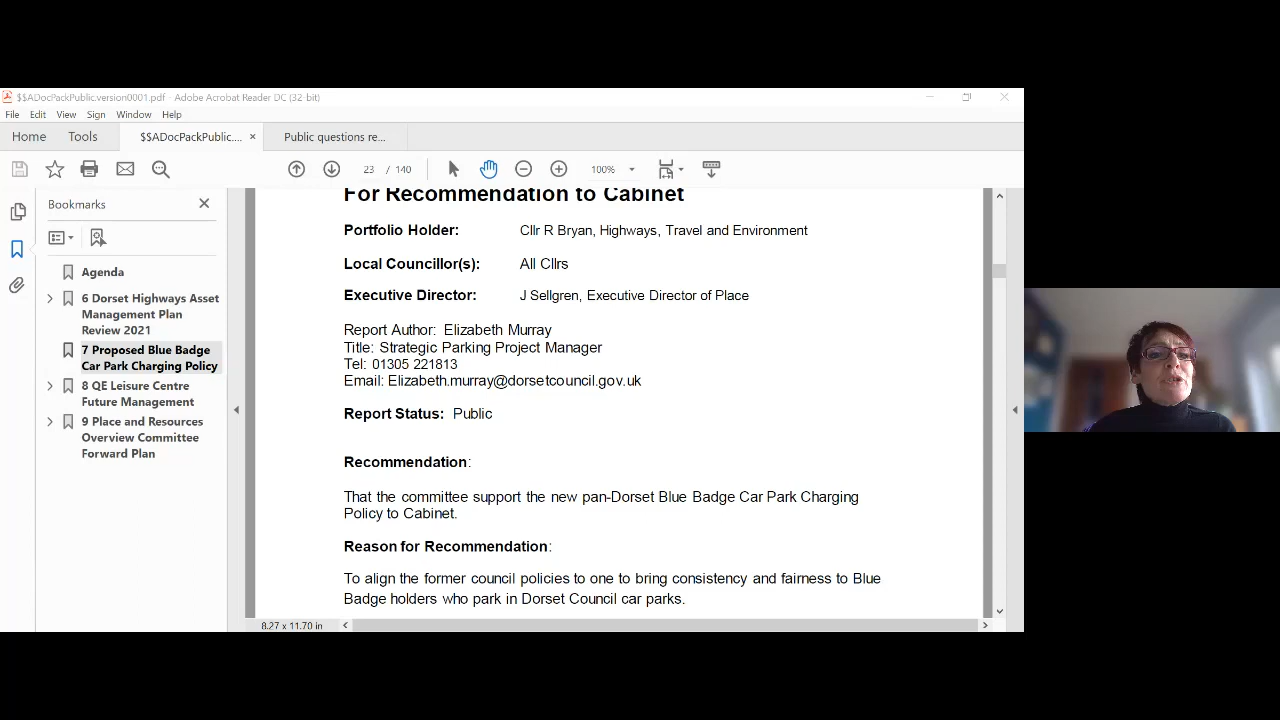 $$ADocPackPublic.version0001.pdf - Adobe Acrobat Reader DC (32-bit)
File Edit View Sign Window Help
Home Tools $$ADocPackPublic.... × Public questions re...
23 / 140 100%
Bookmarks
Agenda
6 Dorset Highways Asset
Management Plan
Review 2021
7 Proposed Blue Badge
Car Park Charging Policy
8 QE Leisure Centre
Future Management
9 Place and Resources
Overview Committee
Forward Plan
For Recommendation to Cabinet
Portfolio Holder: Cllr R Bryan, Highways, Travel and Environment
Local Councillor(s): All Cllrs
Executive Director: J Sellgren, Executive Director of Place
Report Author: Elizabeth Murray
Title: Strategic Parking Project Manager
Tel: 01305 221813
Email: Elizabeth.murray@dorsetcouncil.gov.uk
Report Status: Public
Recommendation:
That the committee support the new pan-Dorset Blue Badge Car Park Charging
Policy to Cabinet.
Reason for Recommendation:
To align the former council policies to one to bring consistency and fairness to Blue
Badge holders who park in Dorset Council car parks.
8.27 x 11.70 in